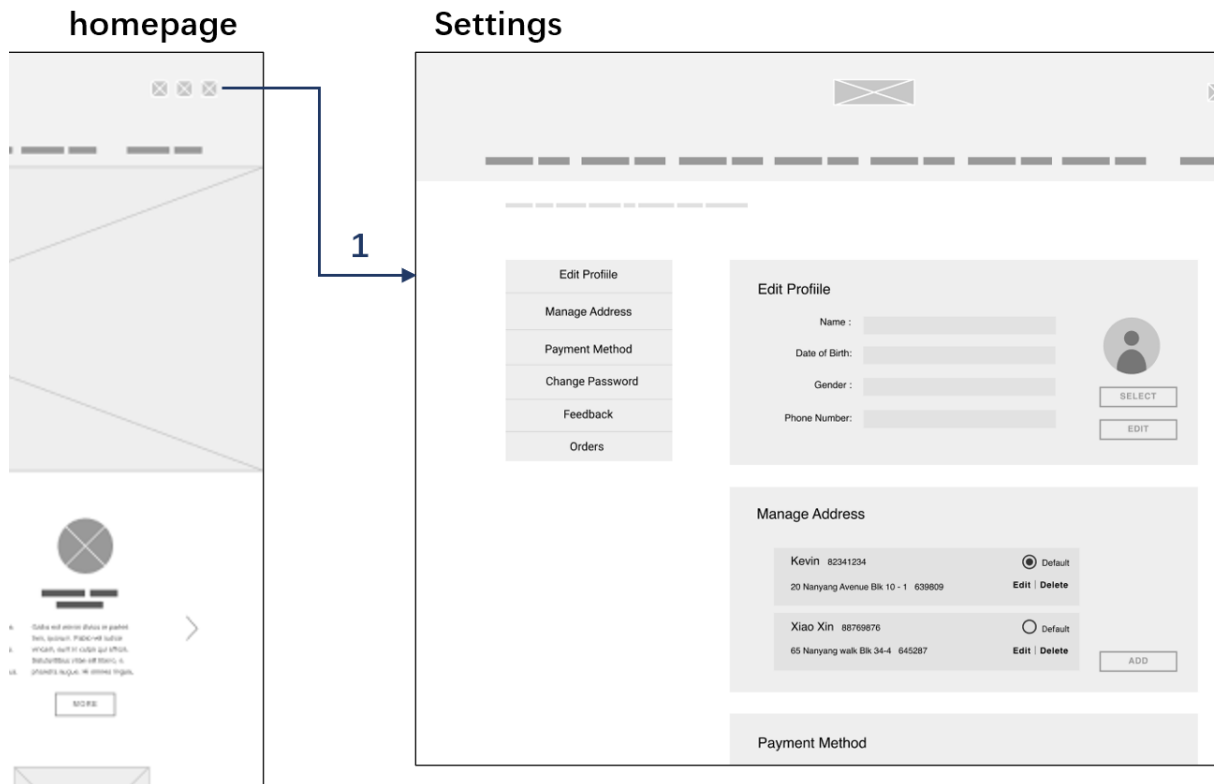 homepage
Settings
1
MORE
Edit Profiile
Manage Address
Payment Method
Change Password
Feedback
Orders
Edit Profiile
Name :
Date of Birth:
Gender :
Phone Number:
SELECT
EDIT
Manage Address
Kevin 82341234
Default
20 Nanyang Avenue Blk 10 - 1 639809
Edit | Delete
Xiao Xin 88769876
Default
65 Nanyang walk Blk 34-4 645287
Edit | Delete
ADD
Payment Method